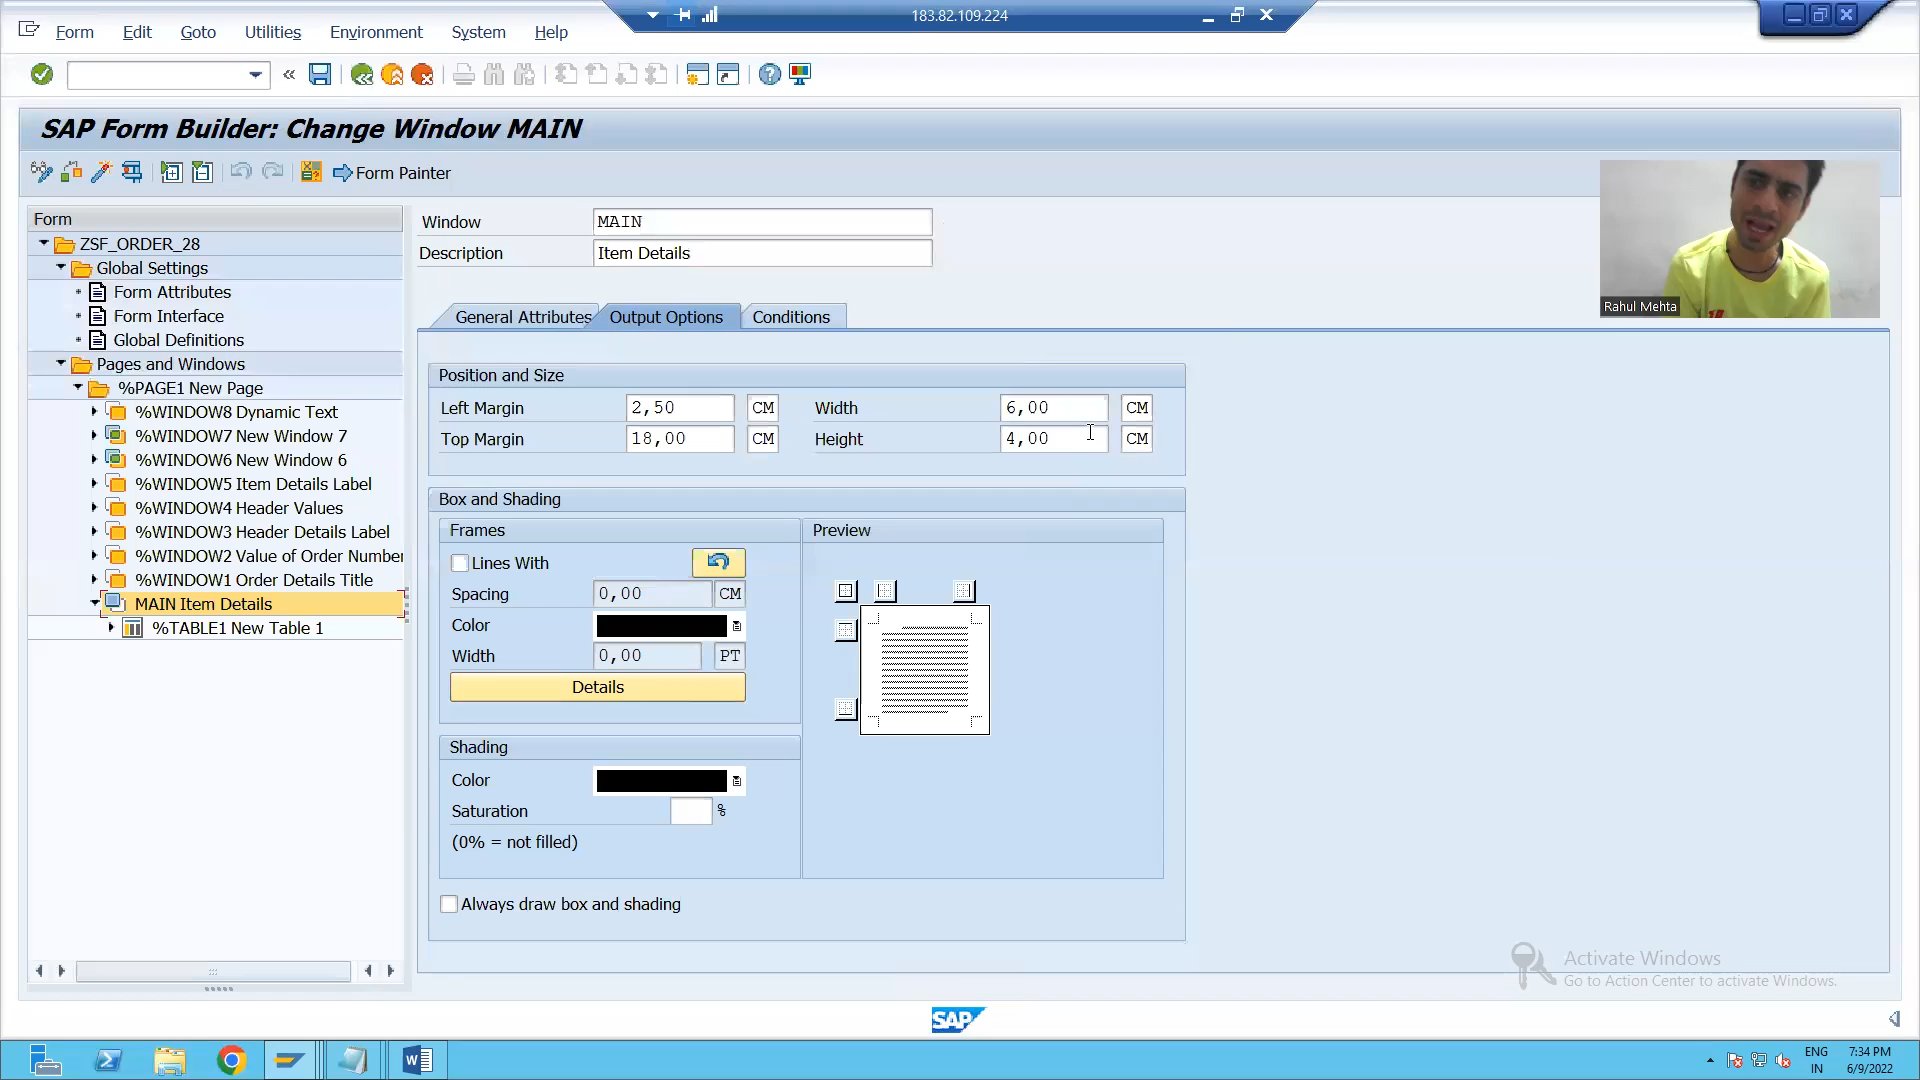 183.82.109.224
Form Edit Goto Utilities Environment System Help
SAP Form Builder: Change Window MAIN
Form Painter
Form
ZSF_ORDER_28
Global Settings
Form Attributes
Form Interface
Global Definitions
Pages and Windows
%PAGE1 New Page
%WINDOW8 Dynamic Text
%WINDOW7 New Window 7
%WINDOW6 New Window 6
%WINDOW5 Item Details Label
%WINDOW4 Header Values
%WINDOW3 Header Details Label
%WINDOW2 Value of Order Number
%WINDOW1 Order Details Title
MAIN Item Details
%TABLE1 New Table 1
Window MAIN
Description Item Details
General Attributes Output Options Conditions
Position and Size
Left Margin 2,50 CM Width 6,00 CM
Top Margin 18,00 CM Height 4,00 CM
Box and Shading
Frames
Lines With
Spacing 0,00 CM
Color
Width 0,00 PT
Details
Preview
Shading
Color
Saturation %
(0% = not filled)
Always draw box and shading
Rahul Mehta
Activate Windows
Go to Action Center to activate Windows.
SAP
ENG
IN
7:34 PM
6/9/2022